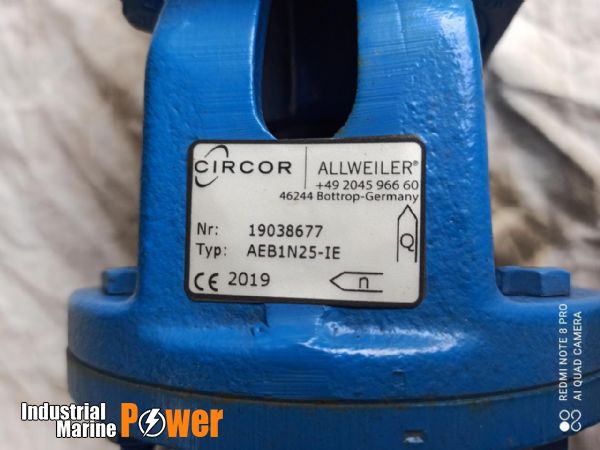 CIRCOR ALLWEILER®
+49 2045 966 60
46244 Bottrop-Germany
Nr: 19038677
Typ: AEB1N25-IE
Q
CE 2019
n
Industrial
Marine Power
REDMI NOTE 8 PRO
AI QUAD CAMERA